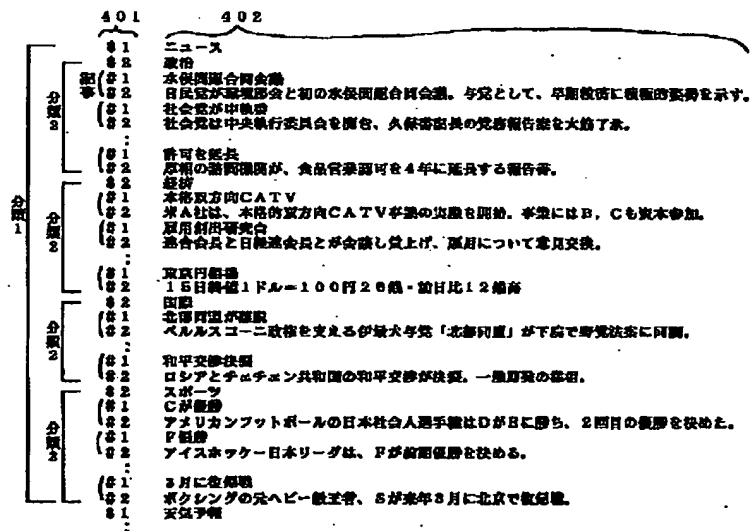 401 402
$1 ニュース
$2 政治
#1 水俣関連合同会議
#2 自民党が環境部会と初の水俣関連合同会議。与党として、早期救済に積極的姿勢を示す。
#1 社会党が中執委
#2 社会党は中央執行委員会を開き、久保書記長の党務報告案を大筋了承。
:
#1 許可を延長
#2 厚相の諮問機関が、食品営業許可を4年に延長する報告書。
$2 経済
#1 本格双方向CATV
#2 米A社は、本格的双方向CATV事業の実験を開始。事業にはB,Cも資本参加。
#1 雇用創出研究会
#2 連合会長と日経連会長とが会談し賃上げ、雇用について意見交換。
:
#1 東京円相場
#2 15日終値1ドル=100円26銭・前日比12銭高
$2 国際
#1 北部同盟が離脱
#2 ベルルスコーニ政権を支える伊最大与党「北部同盟」が下院で野党法案に同調。
:
#1 和平交渉決裂
#2 ロシアとチェチェン共和国の和平交渉が決裂。
$2 スポーツ
#1 Cが優勝
#2 アメリカンフットボールの日本社会人選手権はDがEに勝ち、2回目の優勝を決めた。
#1 F優勝
#2 アイスホッケー日本リーグは、Fが前期優勝を決める。
:
#1 3月に復帰戦
#2 ボクシングの元ヘビー級王者、Sが来年3月に北京で復帰戦。
$1 天気予報
:
記事
分類2
分類2
分類2
分類2
分類1